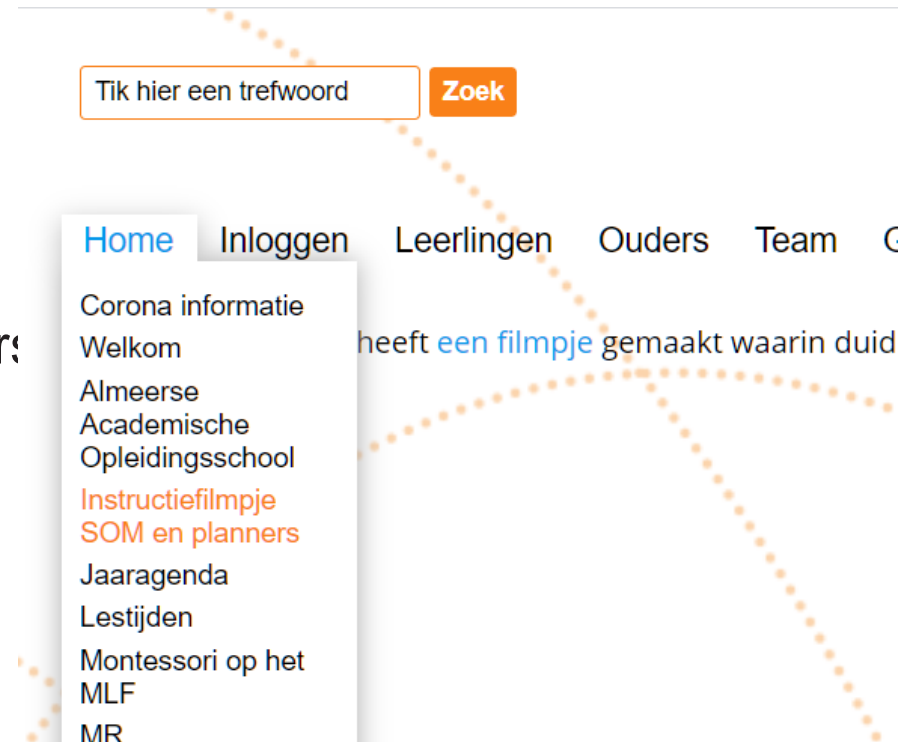 Tik hier een trefwoord Zoek
Home Inloggen Leerlingen Ouders Team
Corona informatie
heeft een filmpje gemaakt waarin duid
Welkom
Almeerse
Academische
Opleidingsschool
Instructiefilmpje
SOM en planners
Jaaragenda
Lestijden
Montessori op het
MLF
MR